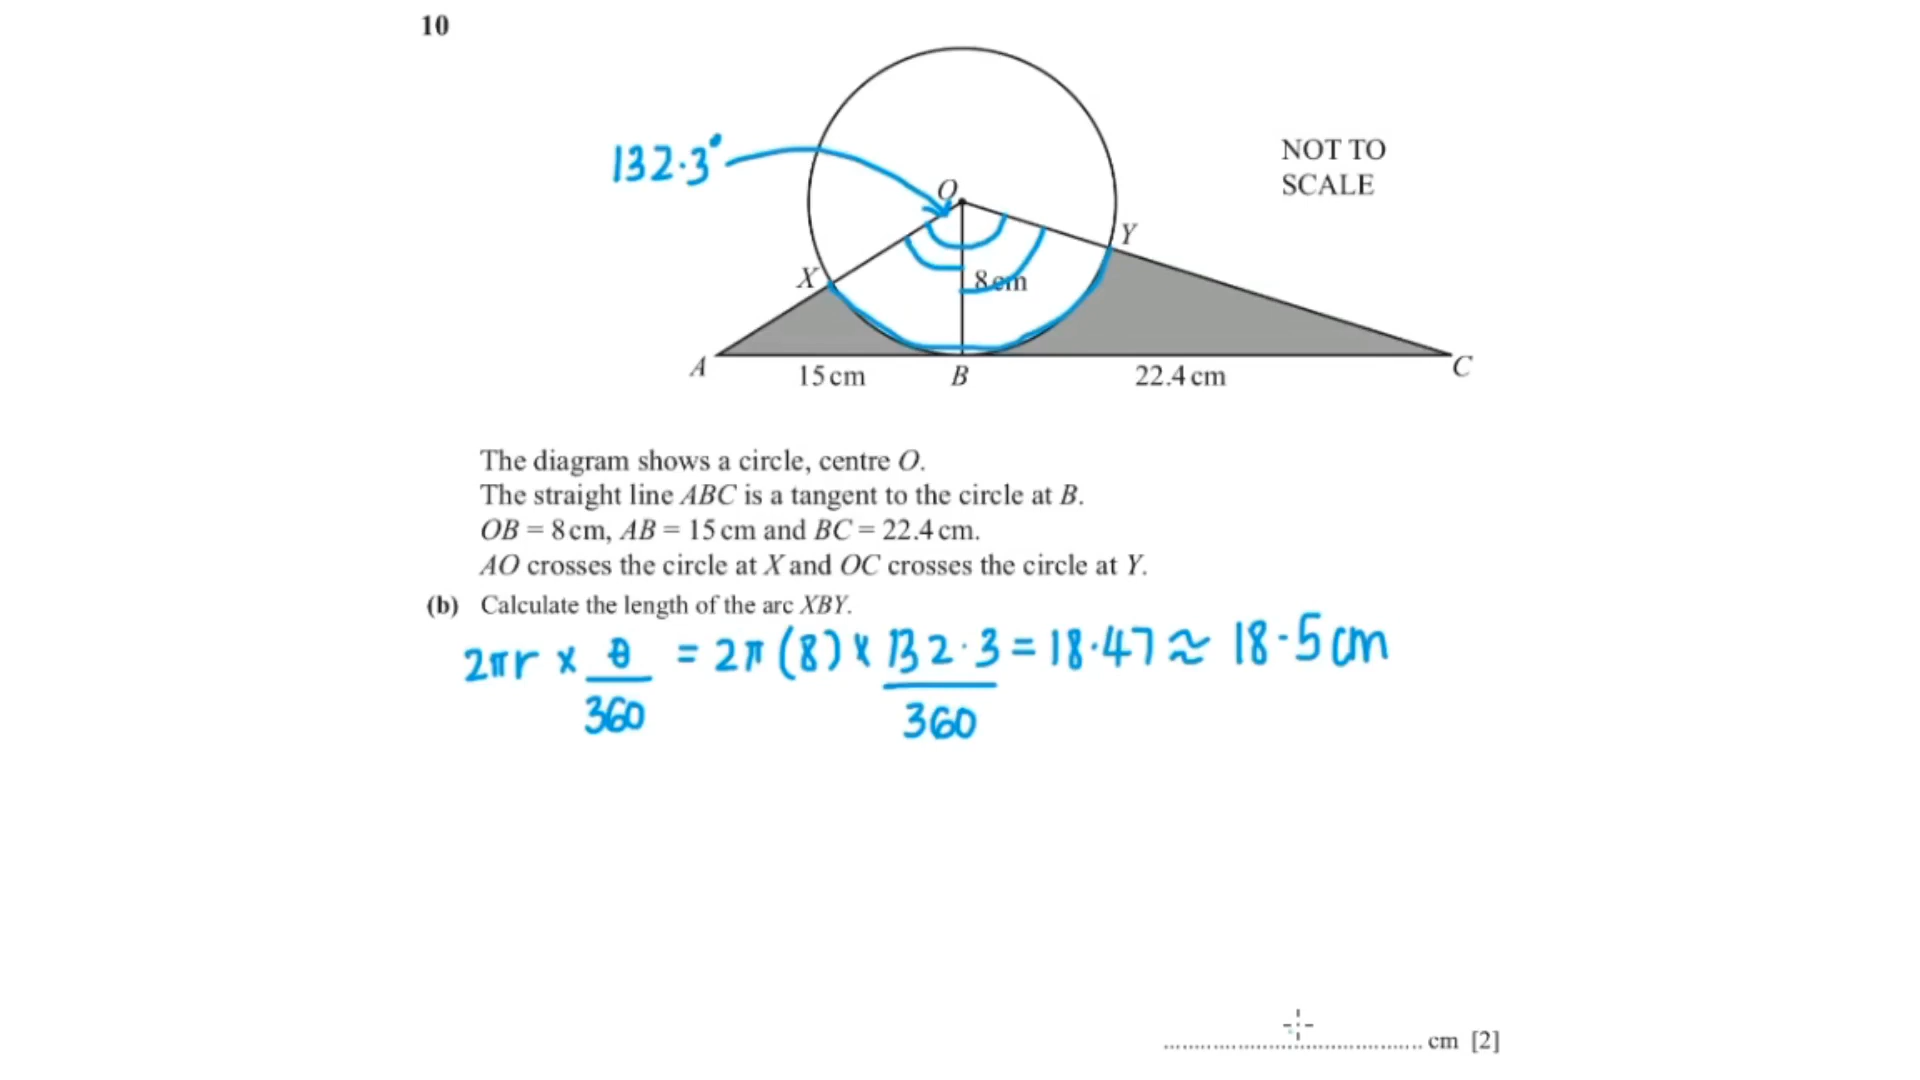 10
132.3°
NOT TO
SCALE
O
Y
X
8 cm
A
15 cm
B
22.4 cm
C
The diagram shows a circle, centre O.
The straight line ABC is a tangent to the circle at B.
OB = 8 cm, AB = 15 cm and BC = 22.4 cm.
AO crosses the circle at X and OC crosses the circle at Y.
(b) Calculate the length of the arc XBY.
2πr × θ/360 = 2π(8) × 132.3/360 = 18.47 ≈ 18.5 cm
.......................................... cm [2]